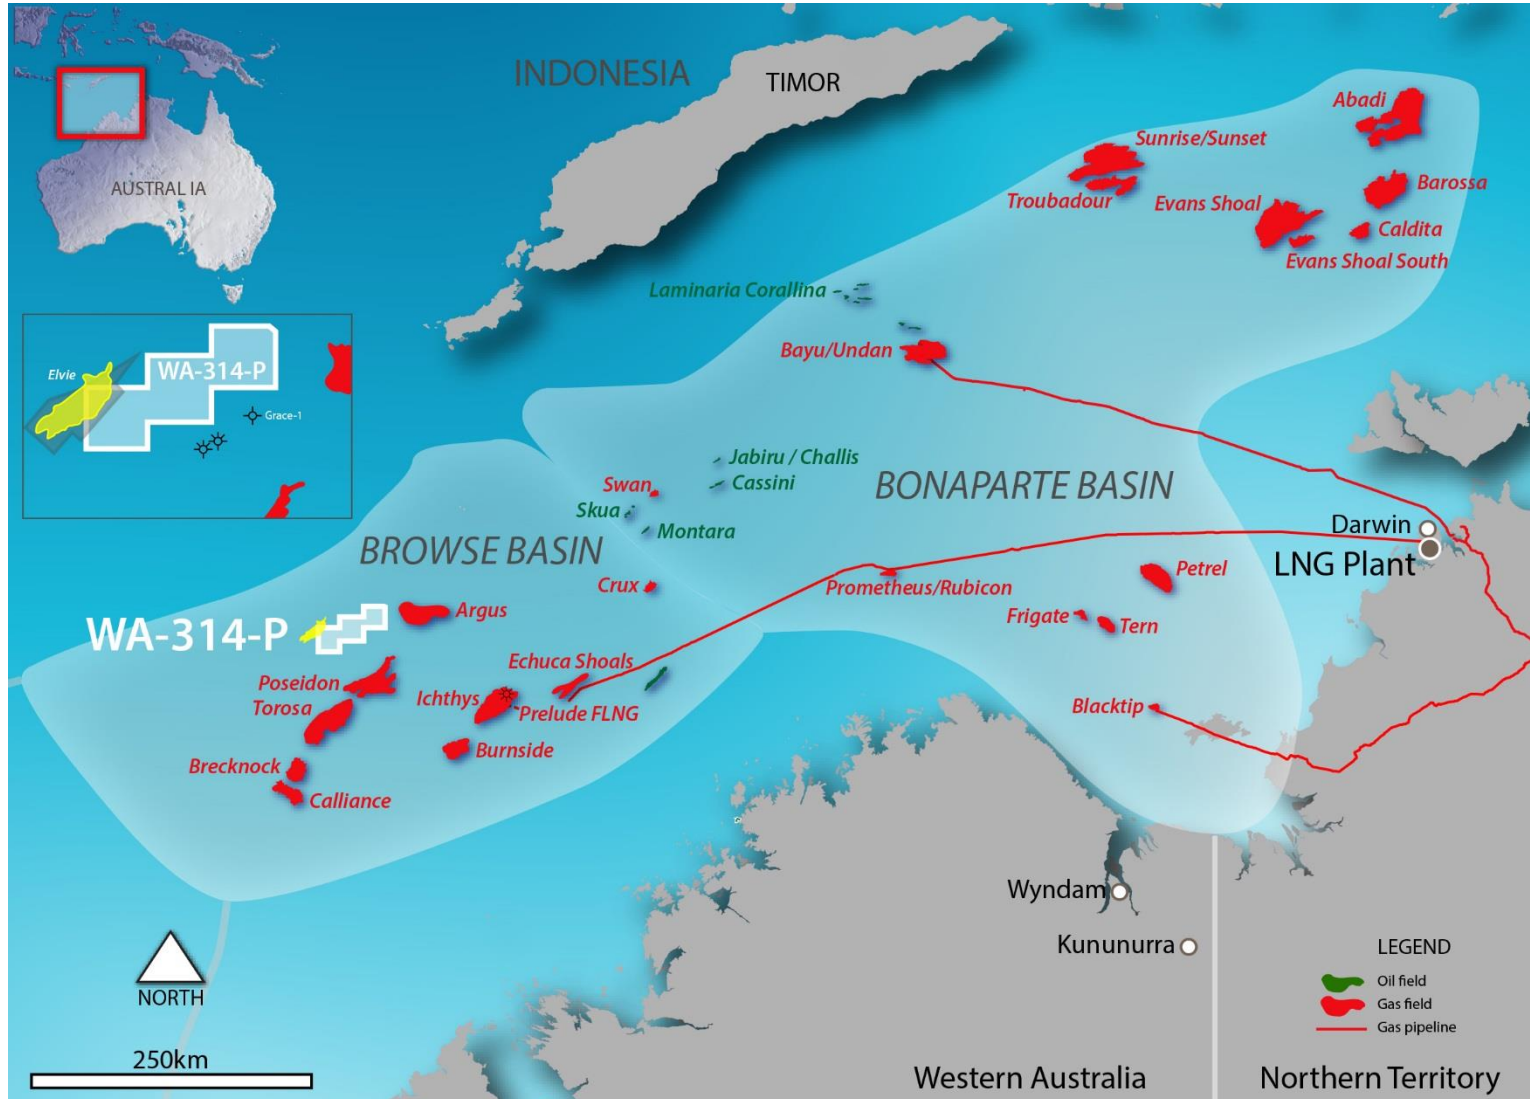 INDONESIA
TIMOR
AUSTRAL IA
Abadi
Sunrise/Sunset
Troubadour
Evans Shoal
Barossa
Caldita
Evans Shoal South
Laminaria Corallina
Bayu/Undan
Elvie
WA-314-P
Grace-1
Jabiru / Challis
Cassini
Swan
Skua
Montara
BONAPARTE BASIN
BROWSE BASIN
Darwin
LNG Plant
Crux
Prometheus/Rubicon
Petrel
Frigate
Tern
Argus
WA-314-P
Echuca Shoals
Poseidon
Torosa
Ichthys
Prelude FLNG
Burnside
Blacktip
Brecknock
Calliance
Wyndam
Kununurra
NORTH
250km
LEGEND
Oil field
Gas field
Gas pipeline
Western Australia
Northern Territory